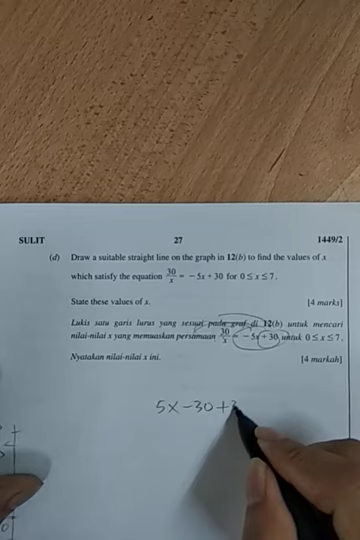 SULIT 27 1449/2
(d) Draw a suitable straight line on the graph in 12(b) to find the values of x
which satisfy the equation 30/x = −5x + 30 for 0 ≤ x ≤ 7.
State these values of x. [4 marks]
Lukis satu garis lurus yang sesuai pada graf di 12(b) untuk mencari
nilai-nilai x yang memuaskan persamaan 30/x = −5x + 30 untuk 0 ≤ x ≤ 7.
Nyatakan nilai-nilai x ini. [4 markah]
5x − 30 +